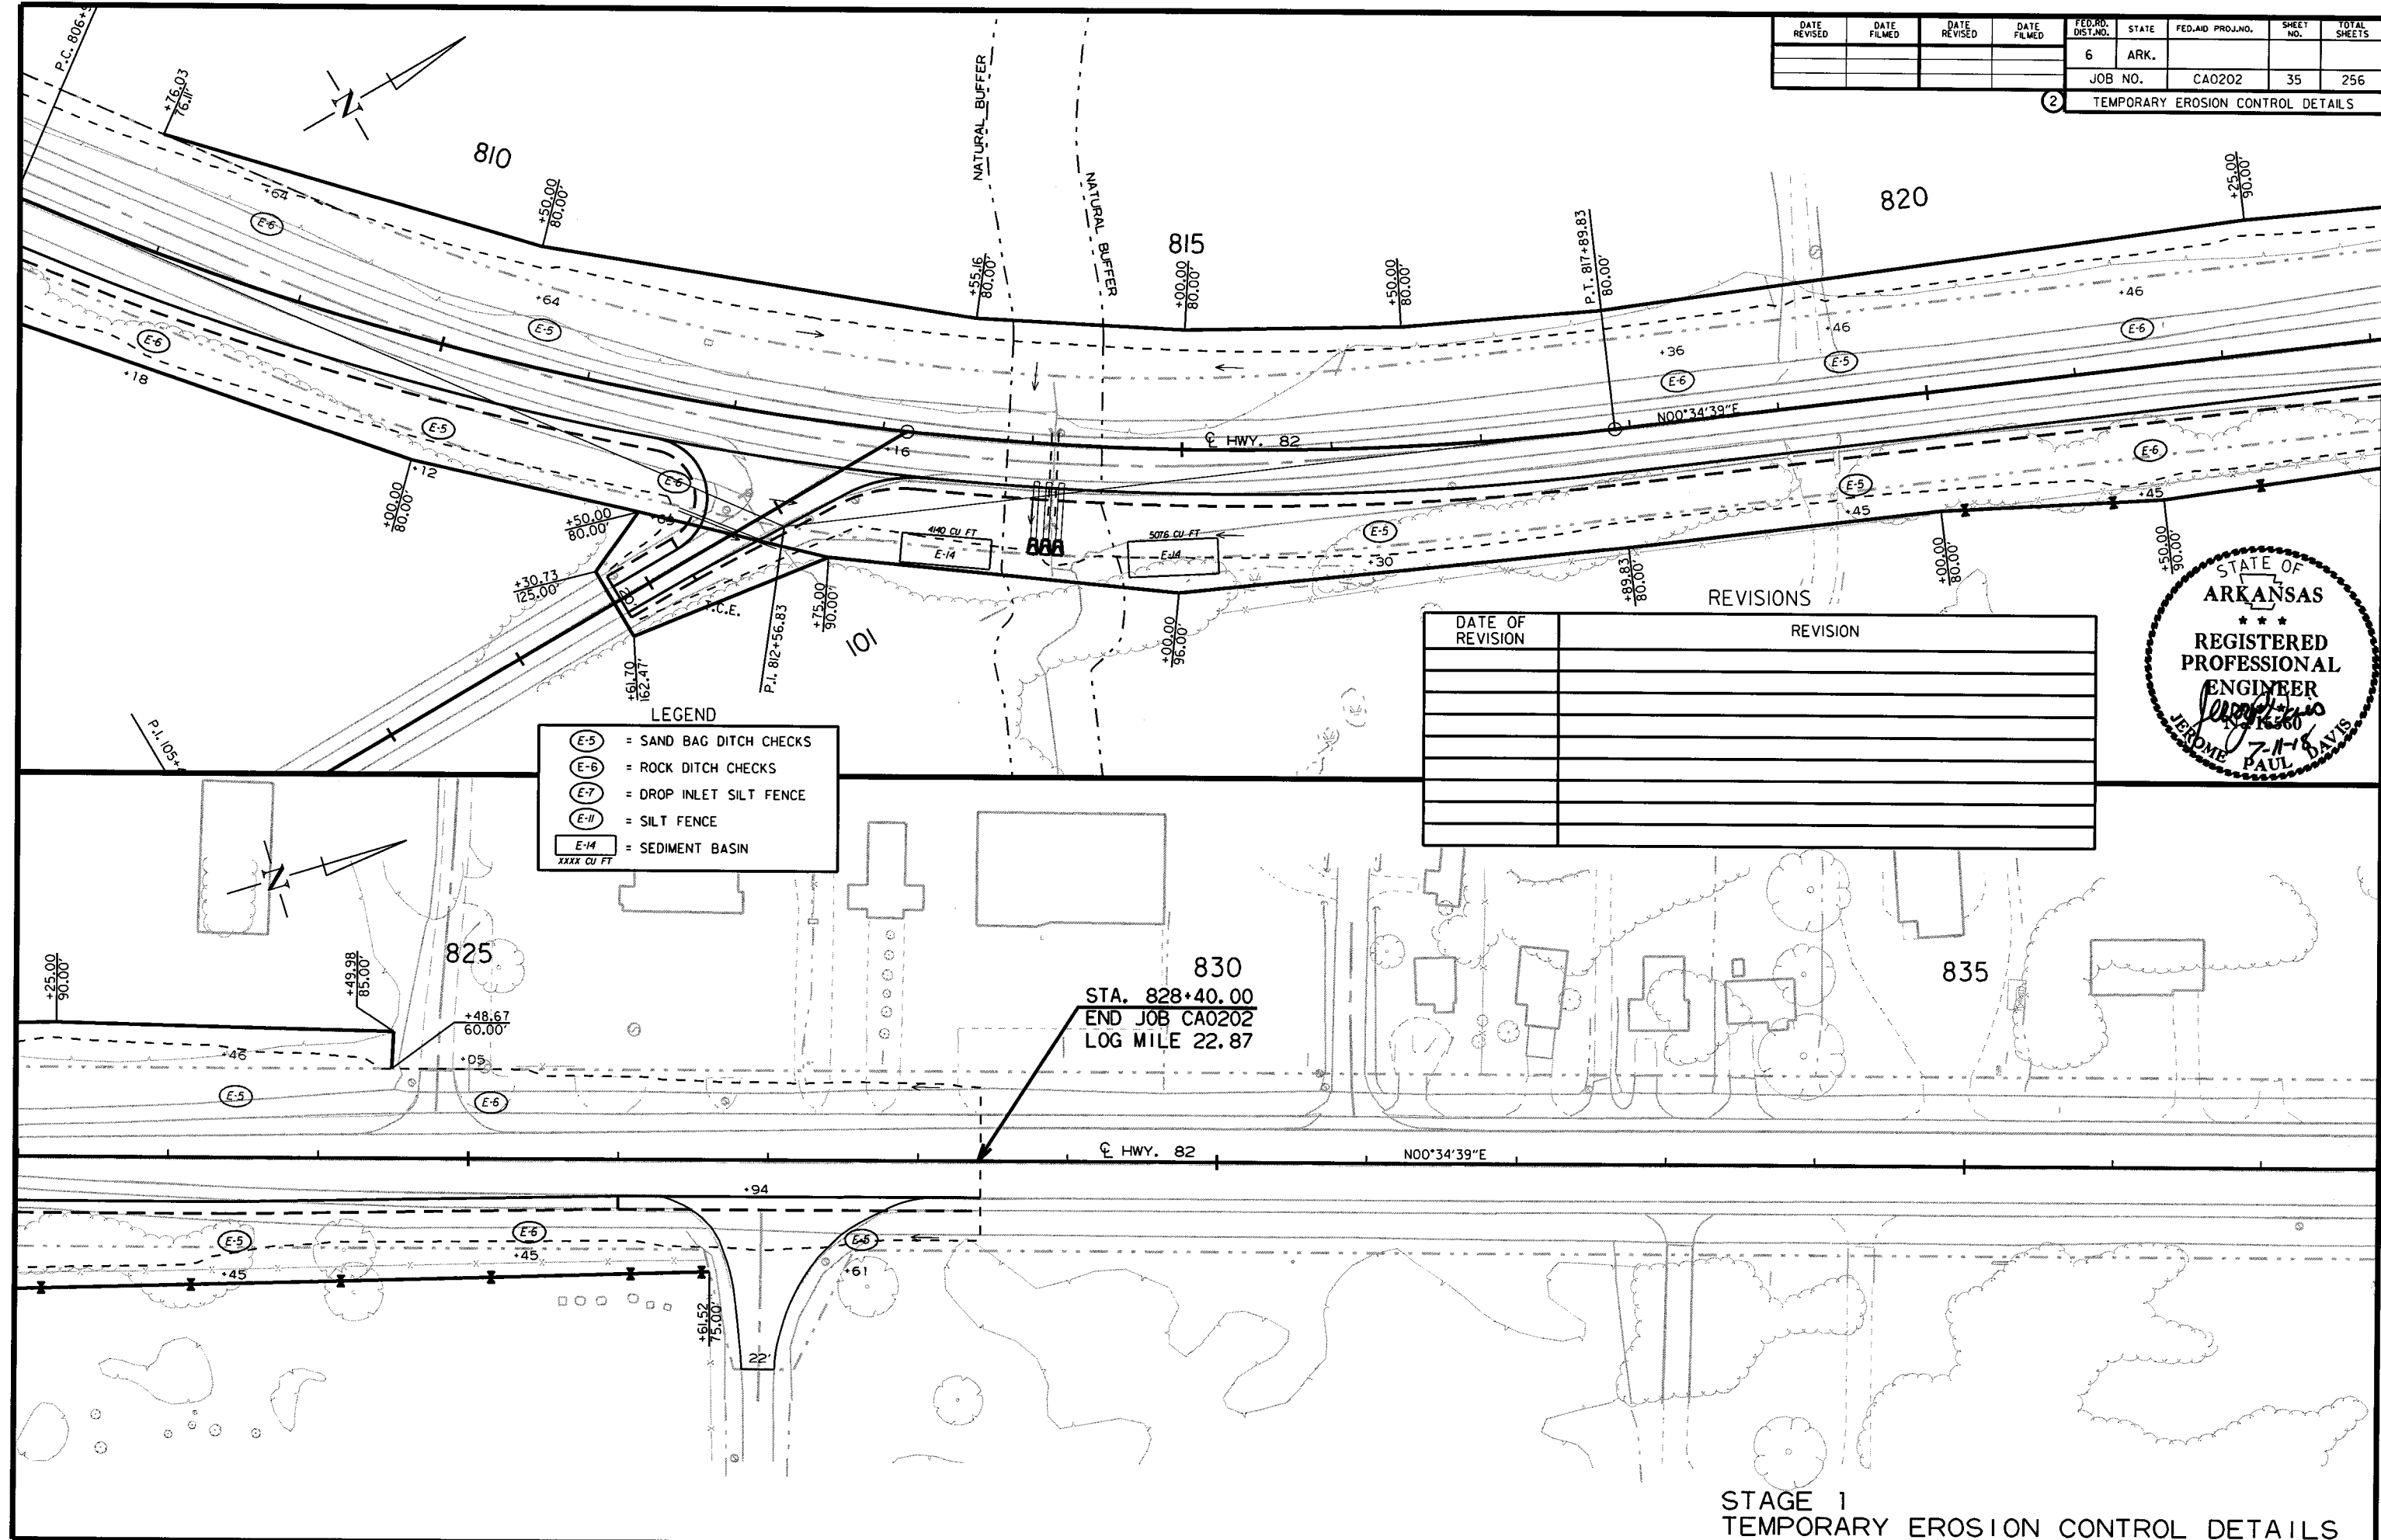 DATE REVISED
DATE FILMED
DATE REVISED
DATE FILMED
FED.RD. DIST.NO.
STATE
FED.AID PROJ.NO.
SHEET NO.
TOTAL SHEETS
6
ARK.
JOB NO.
CA0202
35
256
2
TEMPORARY EROSION CONTROL DETAILS
+76.03
76.11'
N
810
+50.00
80.00'
NATURAL BUFFER
NATURAL BUFFER
+55.16
80.00'
815
+00.00
80.00'
+50.00
80.00'
P.T. 817+89.83
80.00'
820
+25.00
90.00'
+64
E-6
+64
E-5
+46
+46
+36
E-6
E-5
E-6
E-6
+18
E-5
+12
+00.00
80.00'
+50.00
80.00'
E-6
+16
℄ HWY. 82
N00°34'39"E
4140 CU FT
E-14
5076 CU FT
E-14
E-5
+30
E-5
+45
E-6
+45
+30.73
125.00'
20'
+61.70
162.47'
P.I. 812+56.83
+75.00
90.00'
101
+00.00
96.00'
+89.83
80.00'
+00.00
80.00'
+50.00
90.00'
REVISIONS
DATE OF REVISION
REVISION
STATE OF
ARKANSAS
★ ★ ★
REGISTERED
PROFESSIONAL
ENGINEER
No. 15560
7-11-18
JEROME PAUL DAVIS
LEGEND
E-5 = SAND BAG DITCH CHECKS
E-6 = ROCK DITCH CHECKS
E-7 = DROP INLET SILT FENCE
E-11 = SILT FENCE
E-14 = SEDIMENT BASIN
XXXX CU FT
N
825
+25.00
90.00'
+49.98
85.00'
+48.67
60.00'
+46
+05
E-5
E-6
830
STA. 828+40.00
END JOB CA0202
LOG MILE 22.87
835
℄ HWY. 82
N00°34'39"E
+94
E-5
E-6
+45
+45
E-5
+61
+61.52
75.00'
22'
STAGE 1
TEMPORARY EROSION CONTROL DETAILS